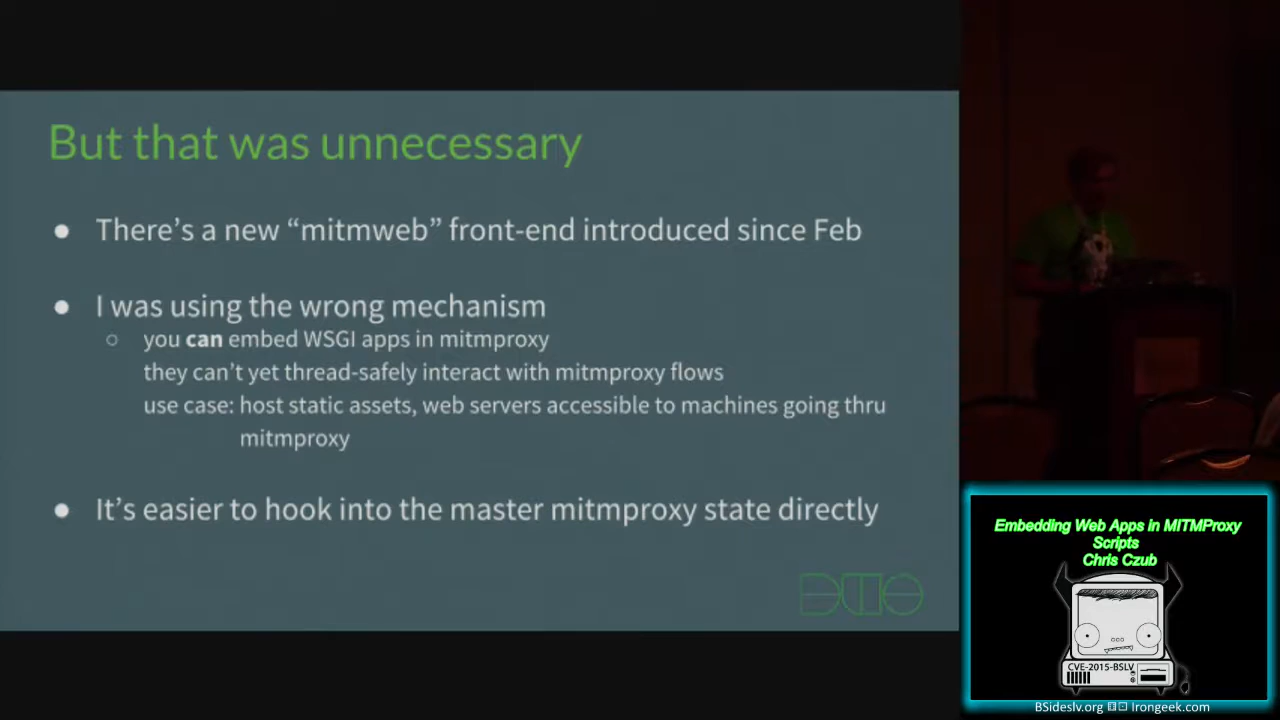 But that was unnecessary
● There's a new “mitmweb” front-end introduced since Feb
● I was using the wrong mechanism
○ you can embed WSGI apps in mitmproxy
they can't yet thread-safely interact with mitmproxy flows
use case: host static assets, web servers accessible to machines going thru
mitmproxy
● It's easier to hook into the master mitmproxy state directly
DUO
Embedding Web Apps in MITMProxy
Scripts
Chris Czub
CVE-2015-BSLV
BSideslv.org ⚅⚀ Irongeek.com